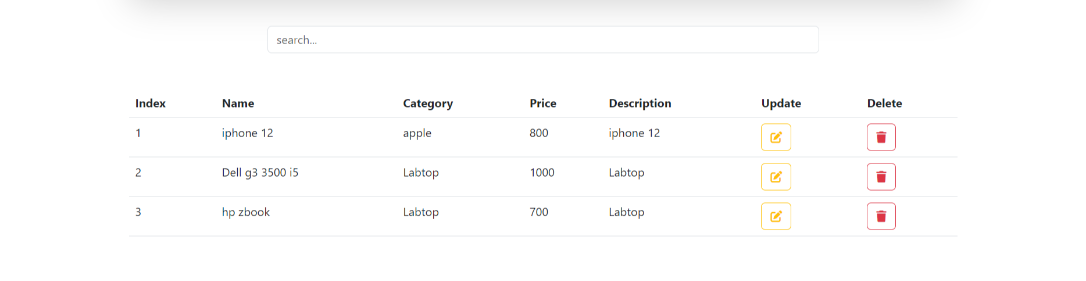 search...
Index Name Category Price Description Update Delete
1 iphone 12 apple 800 iphone 12
2 Dell g3 3500 i5 Labtop 1000 Labtop
3 hp zbook Labtop 700 Labtop